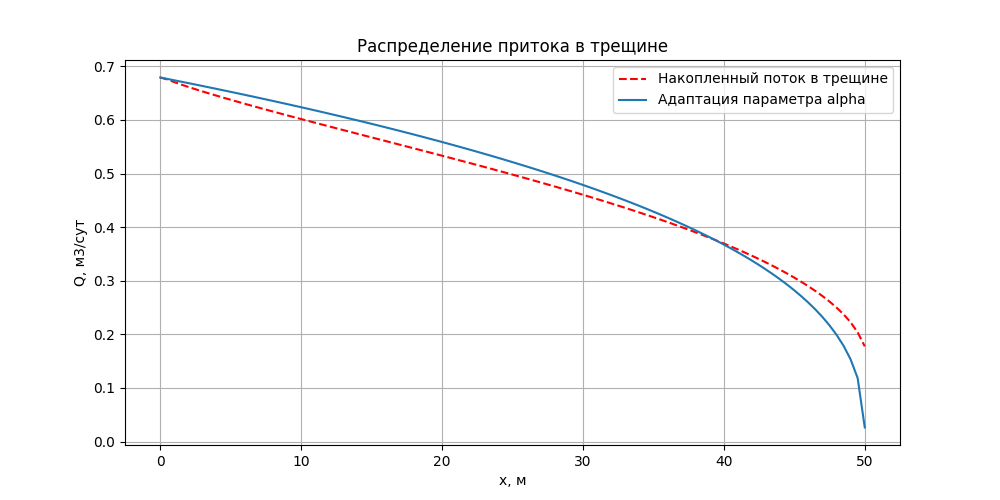 Распределение притока в трещине
Накопленный поток в трещине
Адаптация параметра alpha
Q, м3/сут
0.7
0.6
0.5
0.4
0.3
0.2
0.1
0.0
0 10 20 30 40 50
x, м